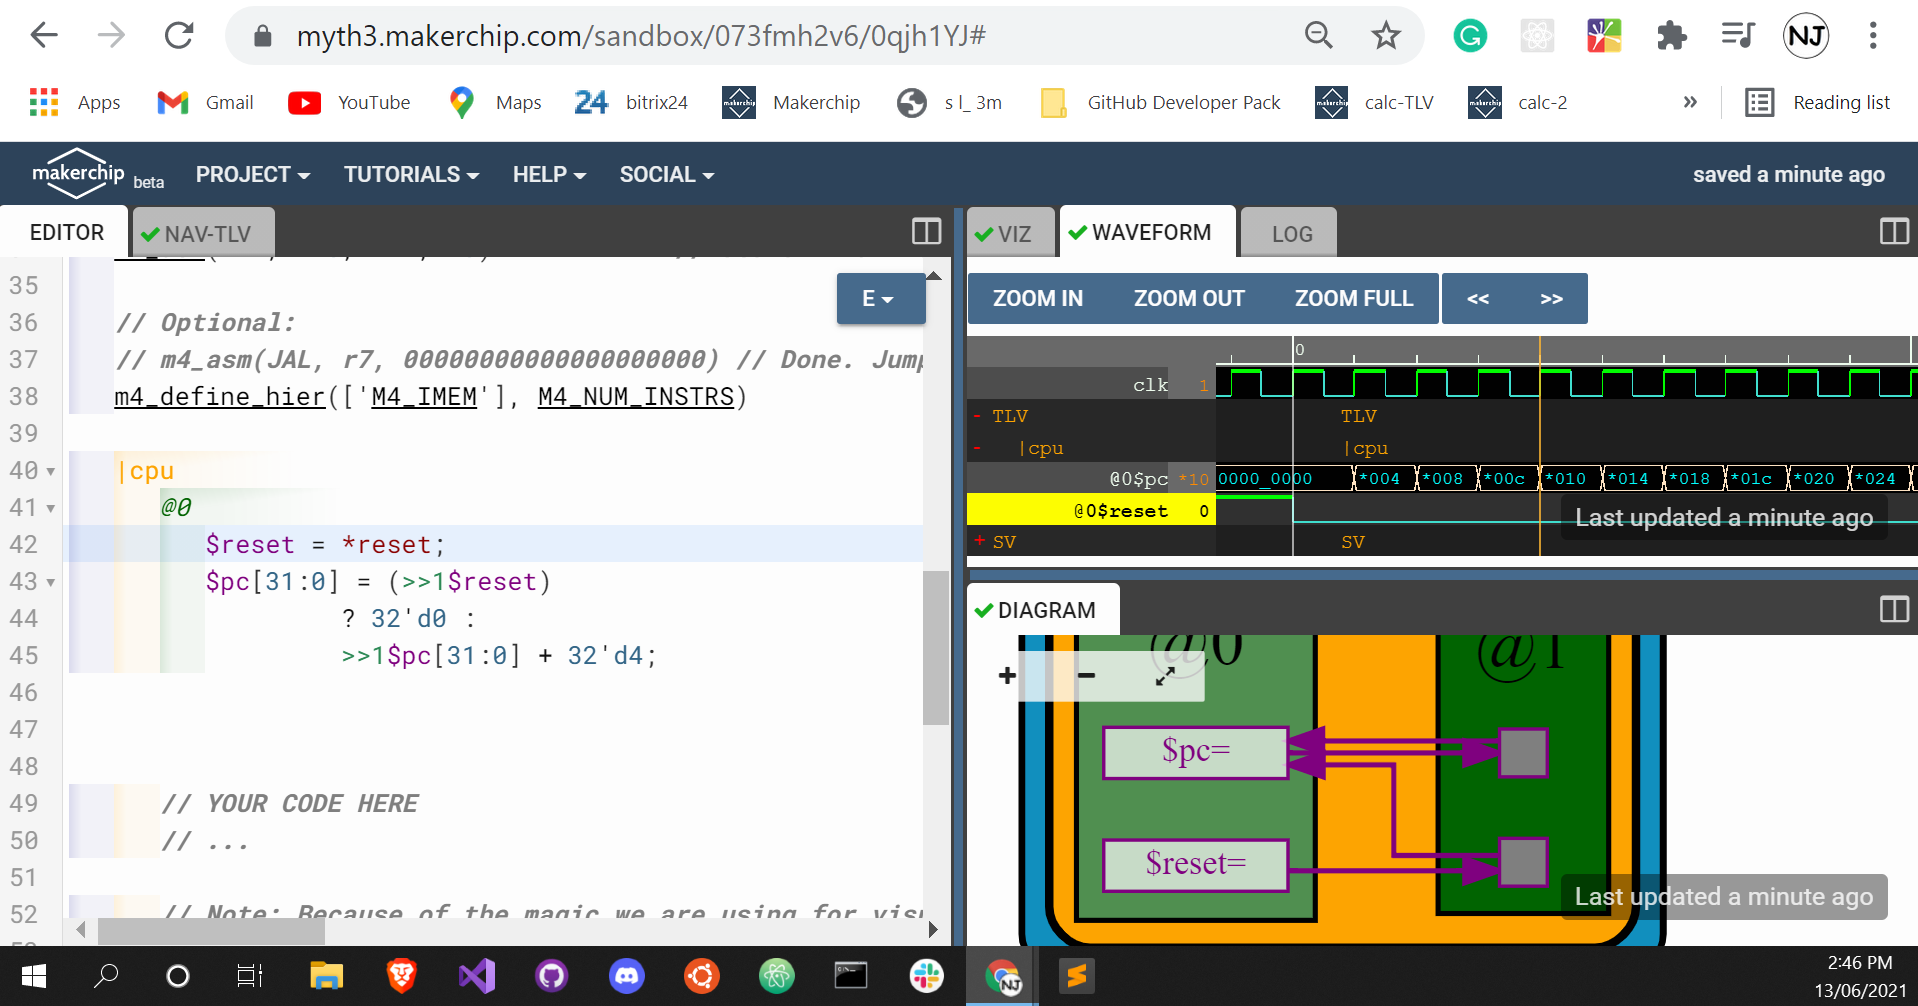 myth3.makerchip.com/sandbox/073fmh2v6/0qjh1YJ#
NJ
Apps
Gmail
YouTube
Maps
24
bitrix24
Makerchip
s l_ 3m
GitHub Developer Pack
calc-TLV
calc-2
»
Reading list
makerchip beta
PROJECT
TUTORIALS
HELP
SOCIAL
saved a minute ago
EDITOR
NAV-TLV
E
35
36 // Optional:
37 // m4_asm(JAL, r7, 00000000000000000000) // Done. Jump
38 m4_define_hier(['M4_IMEM'], M4_NUM_INSTRS)
39
40 |cpu
41 @0
42 $reset = *reset;
43 $pc[31:0] = (>>1$reset)
44 ? 32'd0 :
45 >>1$pc[31:0] + 32'd4;
46
47
48
49 // YOUR CODE HERE
50 // ...
51
52 // Note: Because of the magic we are using for
VIZ
WAVEFORM
LOG
ZOOM IN
ZOOM OUT
ZOOM FULL
<<
>>
0
clk 1
- TLV TLV
- |cpu |cpu
@0$pc *10 0000_0000 *004 *008 *00c *010 *014 *018 *01c *020 *024
@0$reset 0
Last updated a minute ago
+ SV SV
DIAGRAM
@0
@1
+
−
$pc=
$reset=
Last updated a minute ago
NJ
2:46 PM
13/06/2021